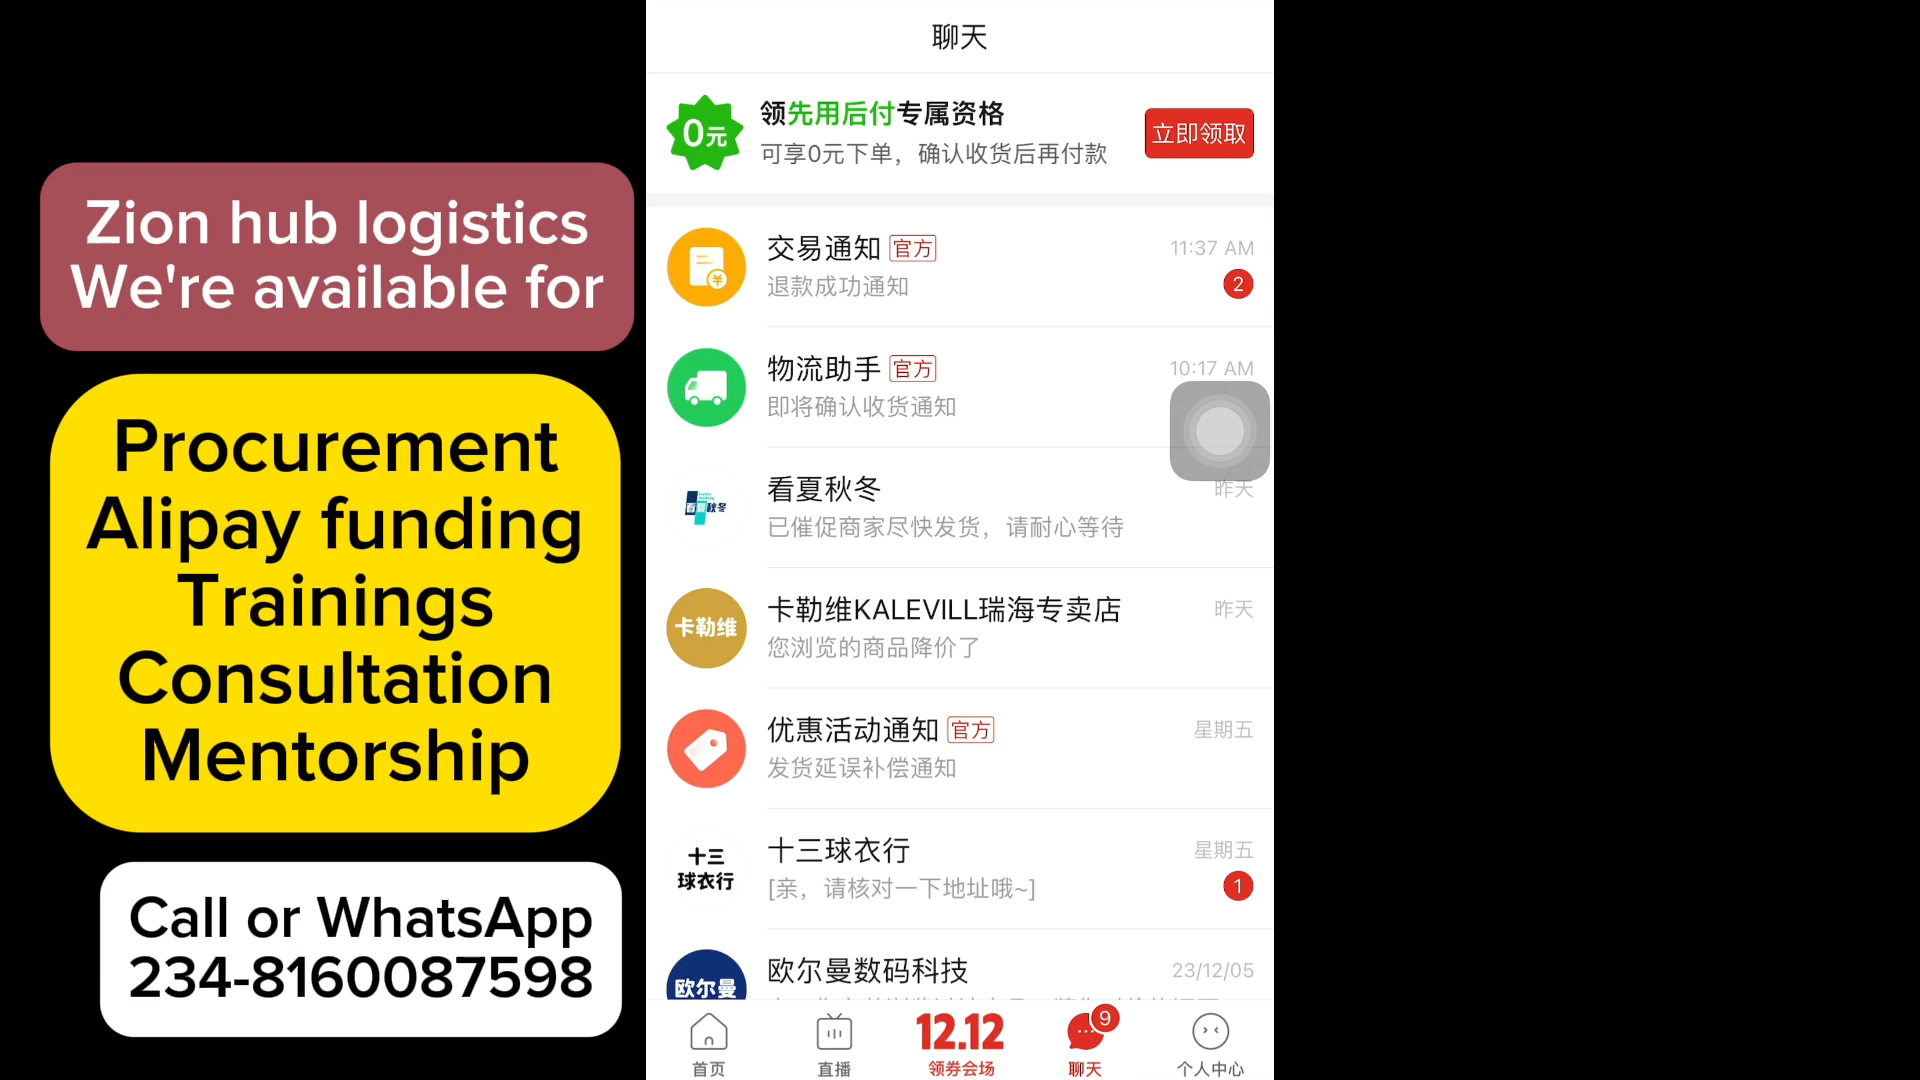 Zion hub logistics
We're available for
Procurement
Alipay funding
Trainings
Consultation
Mentorship
Call or WhatsApp
234-8160087598
聊天
0元
领先用后付专属资格
可享0元下单，确认收货后再付款
立即领取
交易通知 官方
11:37 AM
退款成功通知
2
物流助手 官方
10:17 AM
即将确认收货通知
看夏秋冬
看夏秋冬
昨天
已催促商家尽快发货，请耐心等待
卡勒维
卡勒维KALEVILL瑞海专卖店
昨天
您浏览的商品降价了
优惠活动通知 官方
星期五
发货延误补偿通知
十三
球衣行
十三球衣行
星期五
[亲，请核对一下地址哦~]
1
欧尔曼
欧尔曼数码科技
23/12/05
首页
直播
12.12
领券会场
9
聊天
个人中心